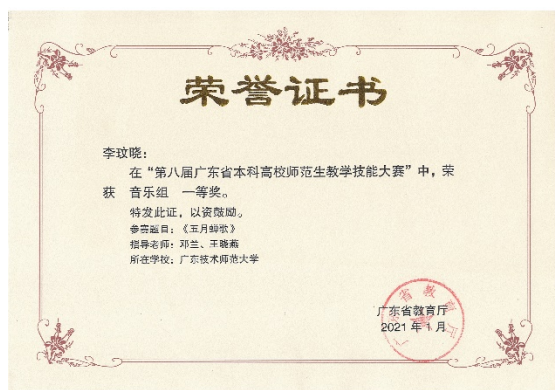 荣誉证书
李玟晓：
在“第八届广东省本科高校师范生教学技能大赛”中，荣
获 音乐组 一等奖。
特发此证，以资鼓励。
参赛题目：《五月蝉歌》
指导老师：邓兰、王晓燕
所在学校：广东技术师范大学
广东省教育厅
2021年1月